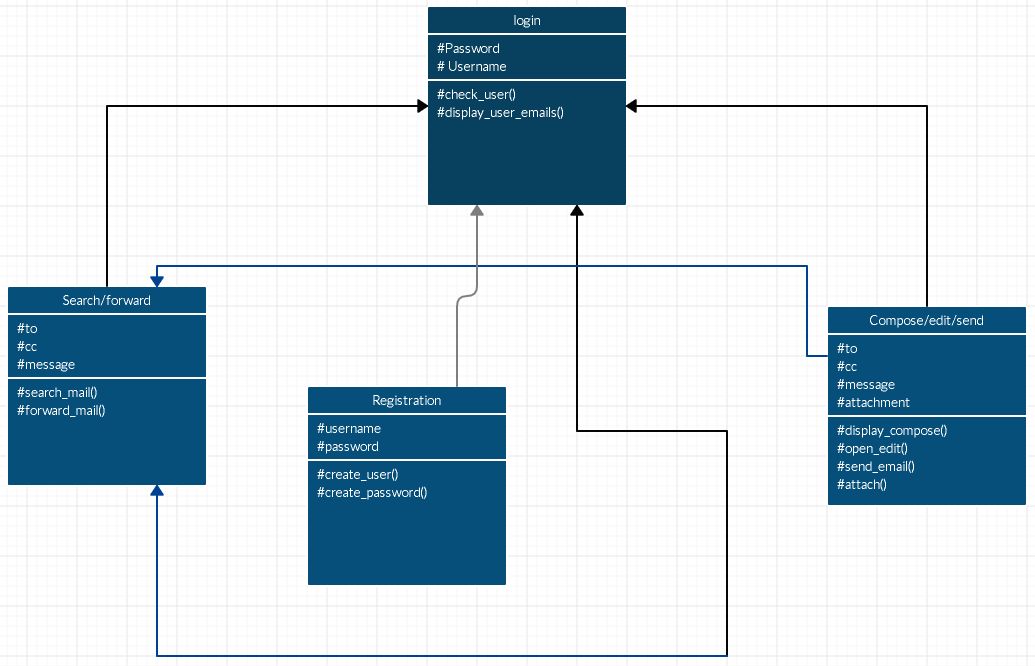 login
#Password
# Username
#check_user()
#display_user_emails()
Search/forward
#to
#cc
#message
#search_mail()
#forward_mail()
Registration
#username
#password
#create_user()
#create_password()
Compose/edit/send
#to
#cc
#message
#attachment
#display_compose()
#open_edit()
#send_email()
#attach()